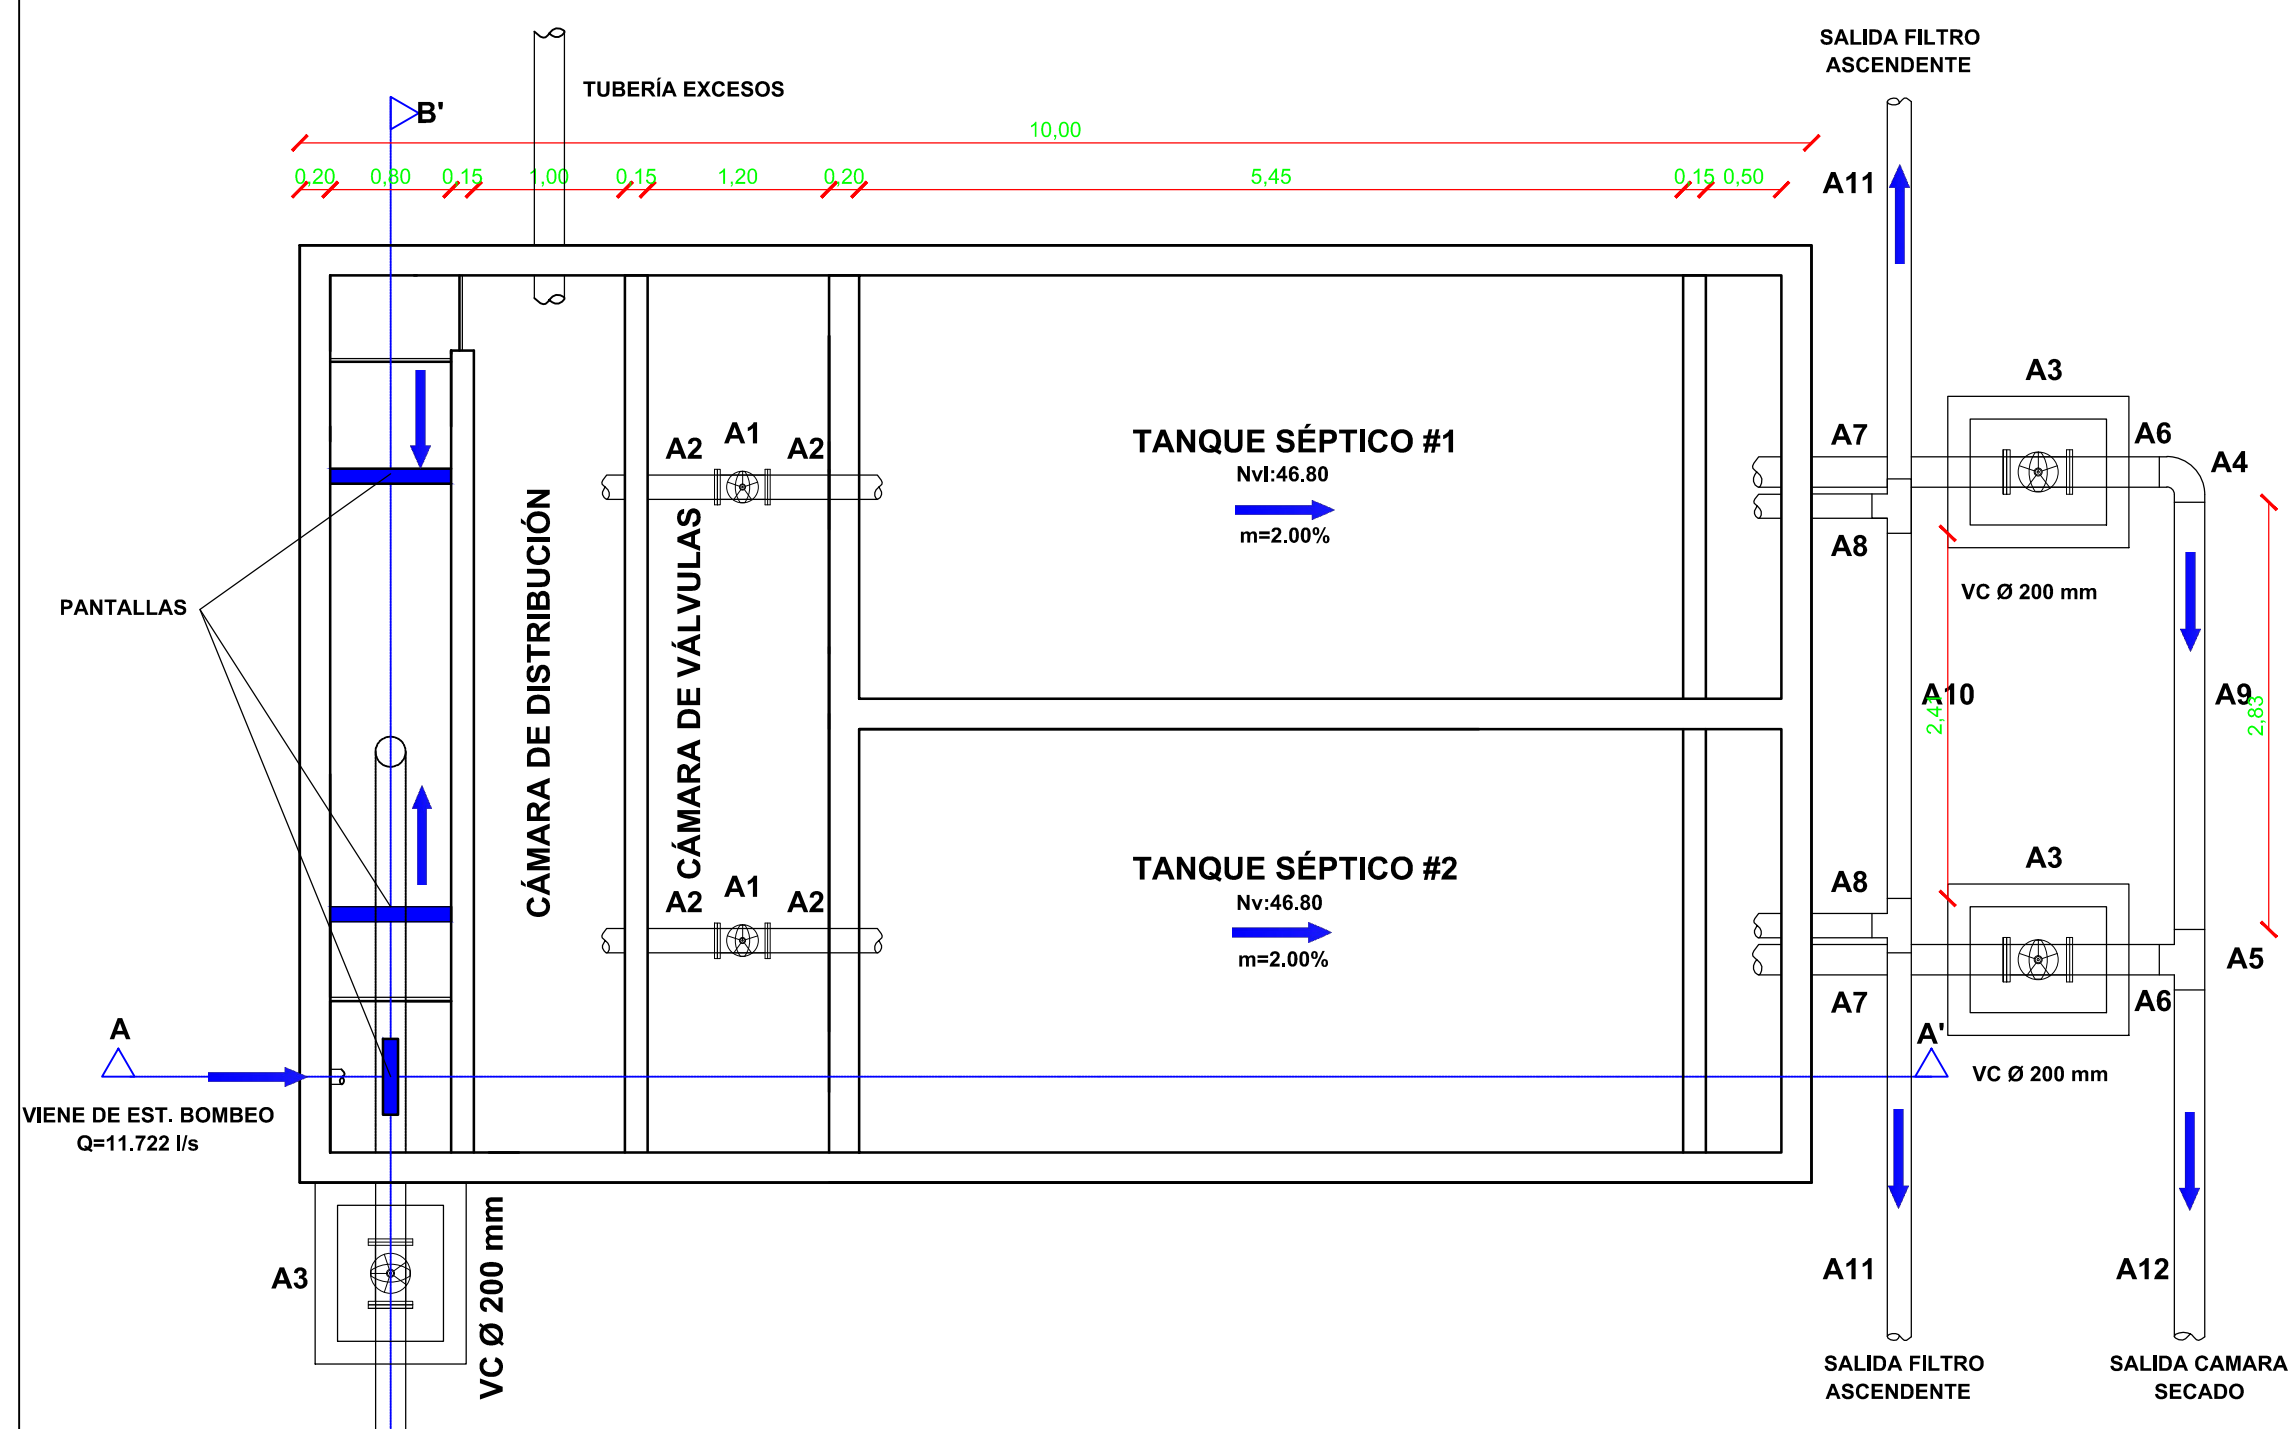 SALIDA FILTRO
ASCENDENTE
TUBERÍA EXCESOS
B'
10,00
0,20
0,80
0,15
1,00
0,15
1,20
0,20
5,45
0,15
0,50
A11
A3
A7
A6
A4
A2
A1
A2
TANQUE SÉPTICO #1
Nvl:46.80
m=2.00%
A8
VC Ø 200 mm
PANTALLAS
CÁMARA DE DISTRIBUCIÓN
CÁMARA DE VÁLVULAS
A10
2,41
A9
2,83
A2
A1
A2
TANQUE SÉPTICO #2
Nv:46.80
m=2.00%
A8
A3
A7
A6
A5
A
A'
VC Ø 200 mm
VIENE DE EST. BOMBEO
Q=11.722 l/s
A3
VC Ø 200 mm
A11
A12
SALIDA FILTRO
ASCENDENTE
SALIDA CAMARA
SECADO